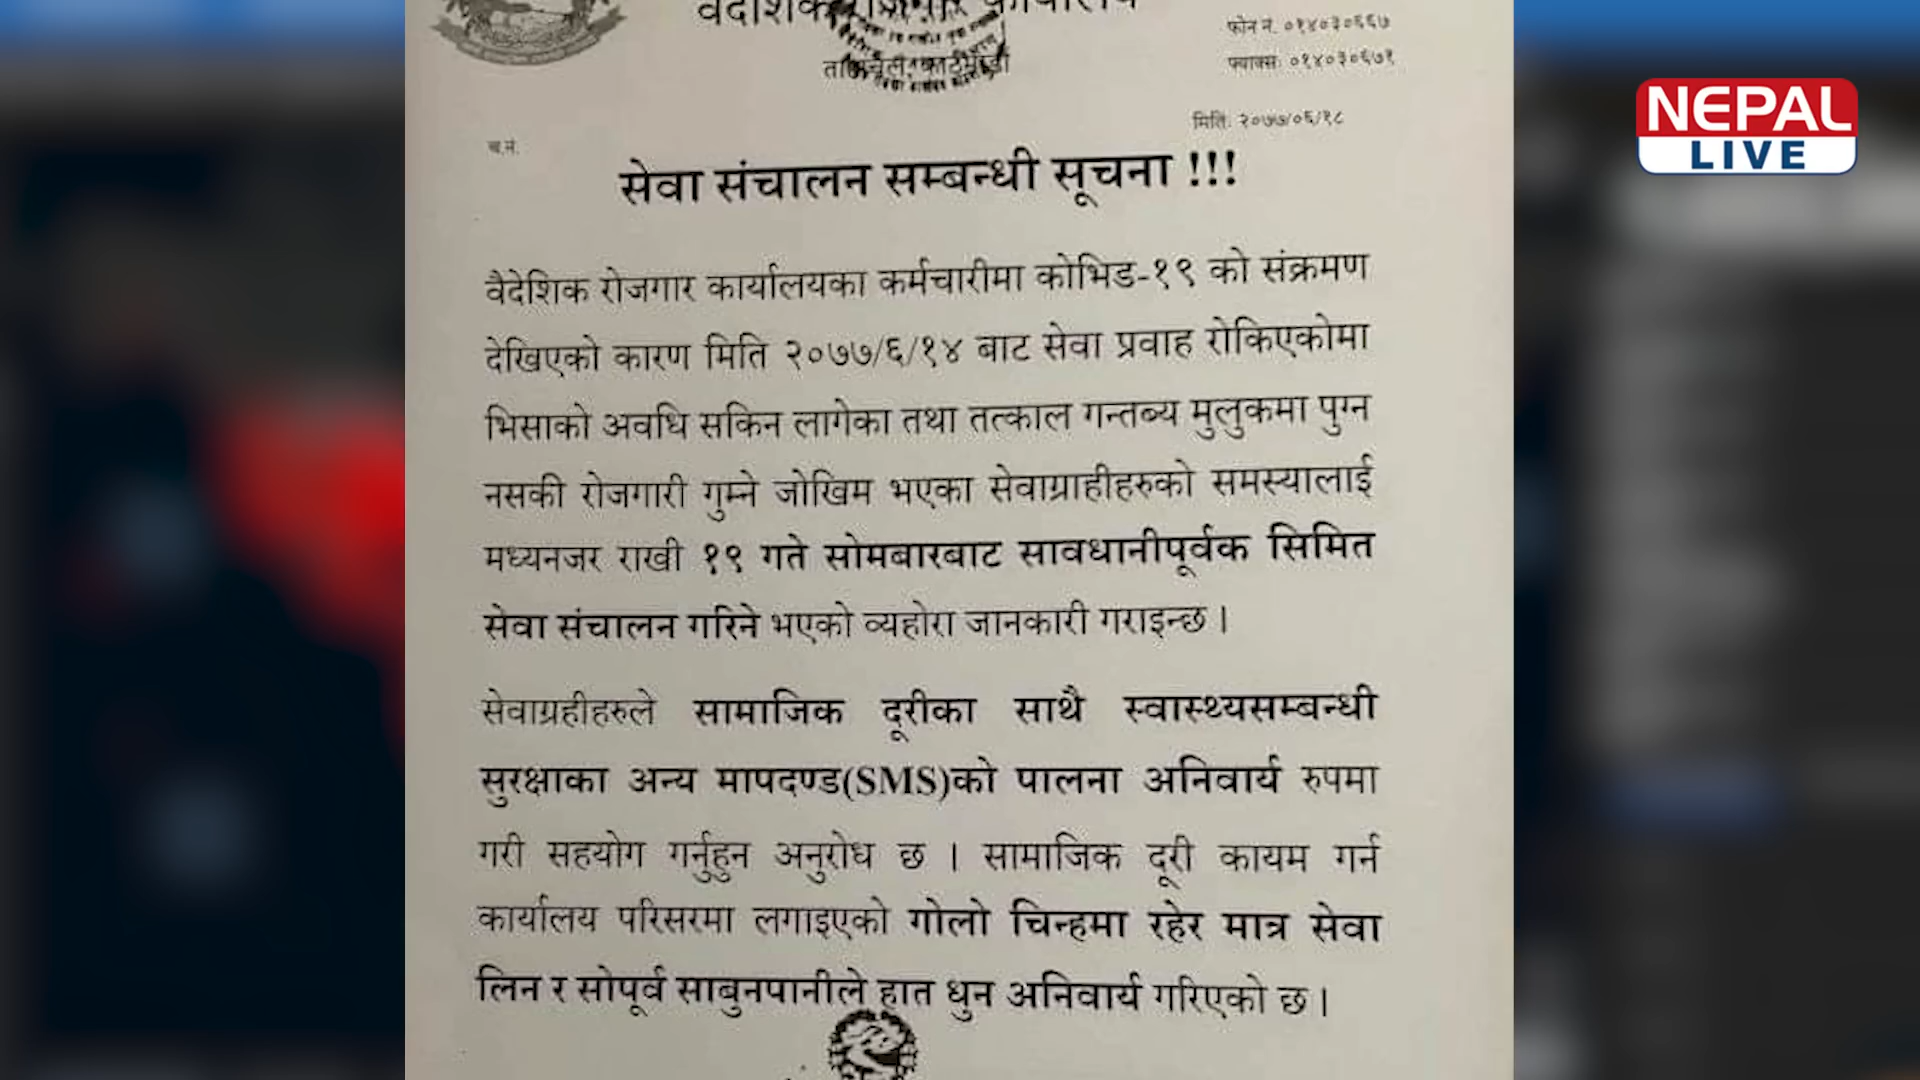 वैदेशिक रोजगार कार्यालय
फोन नं. ०१४०३०६६७
फ्याक्सः ०१४०३०६७१
NEPAL
LIVE
मितिः २०७७/०६/१८
च.नं.
सेवा संचालन सम्बन्धी सूचना !!!
वैदेशिक रोजगार कार्यालयका कर्मचारीमा कोभिड-१९ को संक्रमण
देखिएको कारण मिति २०७७/६/१४ बाट सेवा प्रवाह रोकिएकोमा
भिसाको अवधि सकिन लागेका तथा तत्काल गन्तब्य मुलुकमा पुग्न
नसकी रोजगारी गुम्ने जोखिम भएका सेवाग्राहीहरुको समस्यालाई
मध्यनजर राखी १९ गते सोमबारबाट सावधानीपूर्वक सिमित
सेवा संचालन गरिने भएको व्यहोरा जानकारी गराइन्छ ।
सेवाग्रहीहरुले सामाजिक दूरीका साथै स्वास्थ्यसम्बन्धी
सुरक्षाका अन्य मापदण्ड(SMS)को पालना अनिवार्य रुपमा
गरी सहयोग गर्नुहुन अनुरोध छ । सामाजिक दूरी कायम गर्न
कार्यालय परिसरमा लगाइएको गोलो चिन्हमा रहेर मात्र सेवा
लिन र सोपूर्व साबुनपानीले हात धुन अनिवार्य गरिएको छ ।